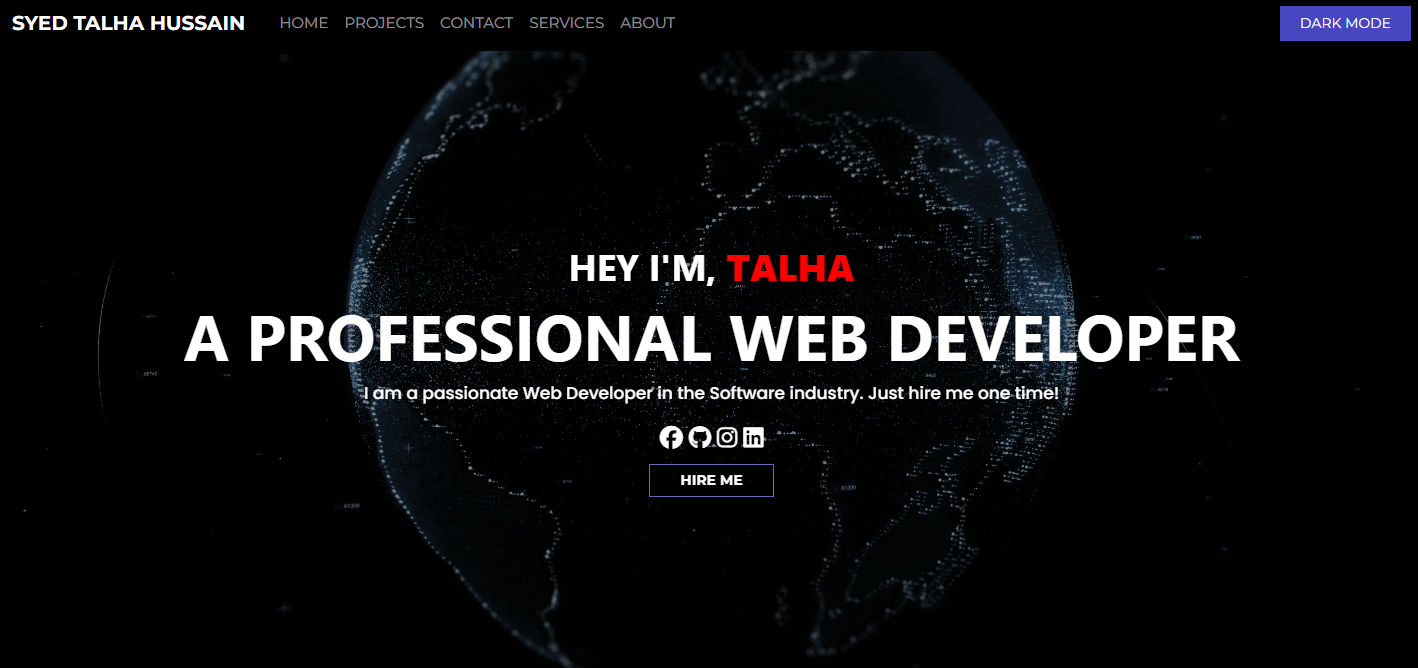 SYED TALHA HUSSAIN HOME PROJECTS CONTACT SERVICES ABOUT DARK MODE
HEY I'M, TALHA
A PROFESSIONAL WEB DEVELOPER
I am a passionate Web Developer in the Software industry. Just hire me one time!
HIRE ME